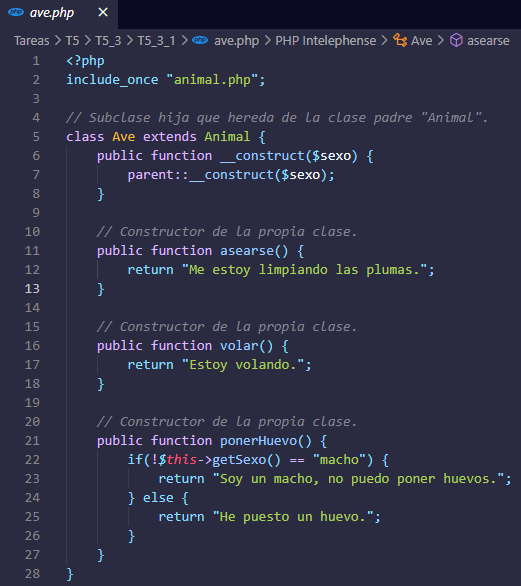 ave.php ×
Tareas > T5 > T5_3 > T5_3_1 > ave.php > PHP Intelephense > Ave > asearse
1 <?php
2 include_once "animal.php";
3
4 // Subclase hija que hereda de la clase padre "Animal".
5 class Ave extends Animal {
6 public function __construct($sexo) {
7 parent::__construct($sexo);
8 }
9
10 // Constructor de la propia clase.
11 public function asearse() {
12 return "Me estoy limpiando las plumas.";
13 }
14
15 // Constructor de la propia clase.
16 public function volar() {
17 return "Estoy volando.";
18 }
19
20 // Constructor de la propia clase.
21 public function ponerHuevo() {
22 if(!$this->getSexo() == "macho") {
23 return "Soy un macho, no puedo poner huevos.";
24 } else {
25 return "He puesto un huevo.";
26 }
27 }
28 }